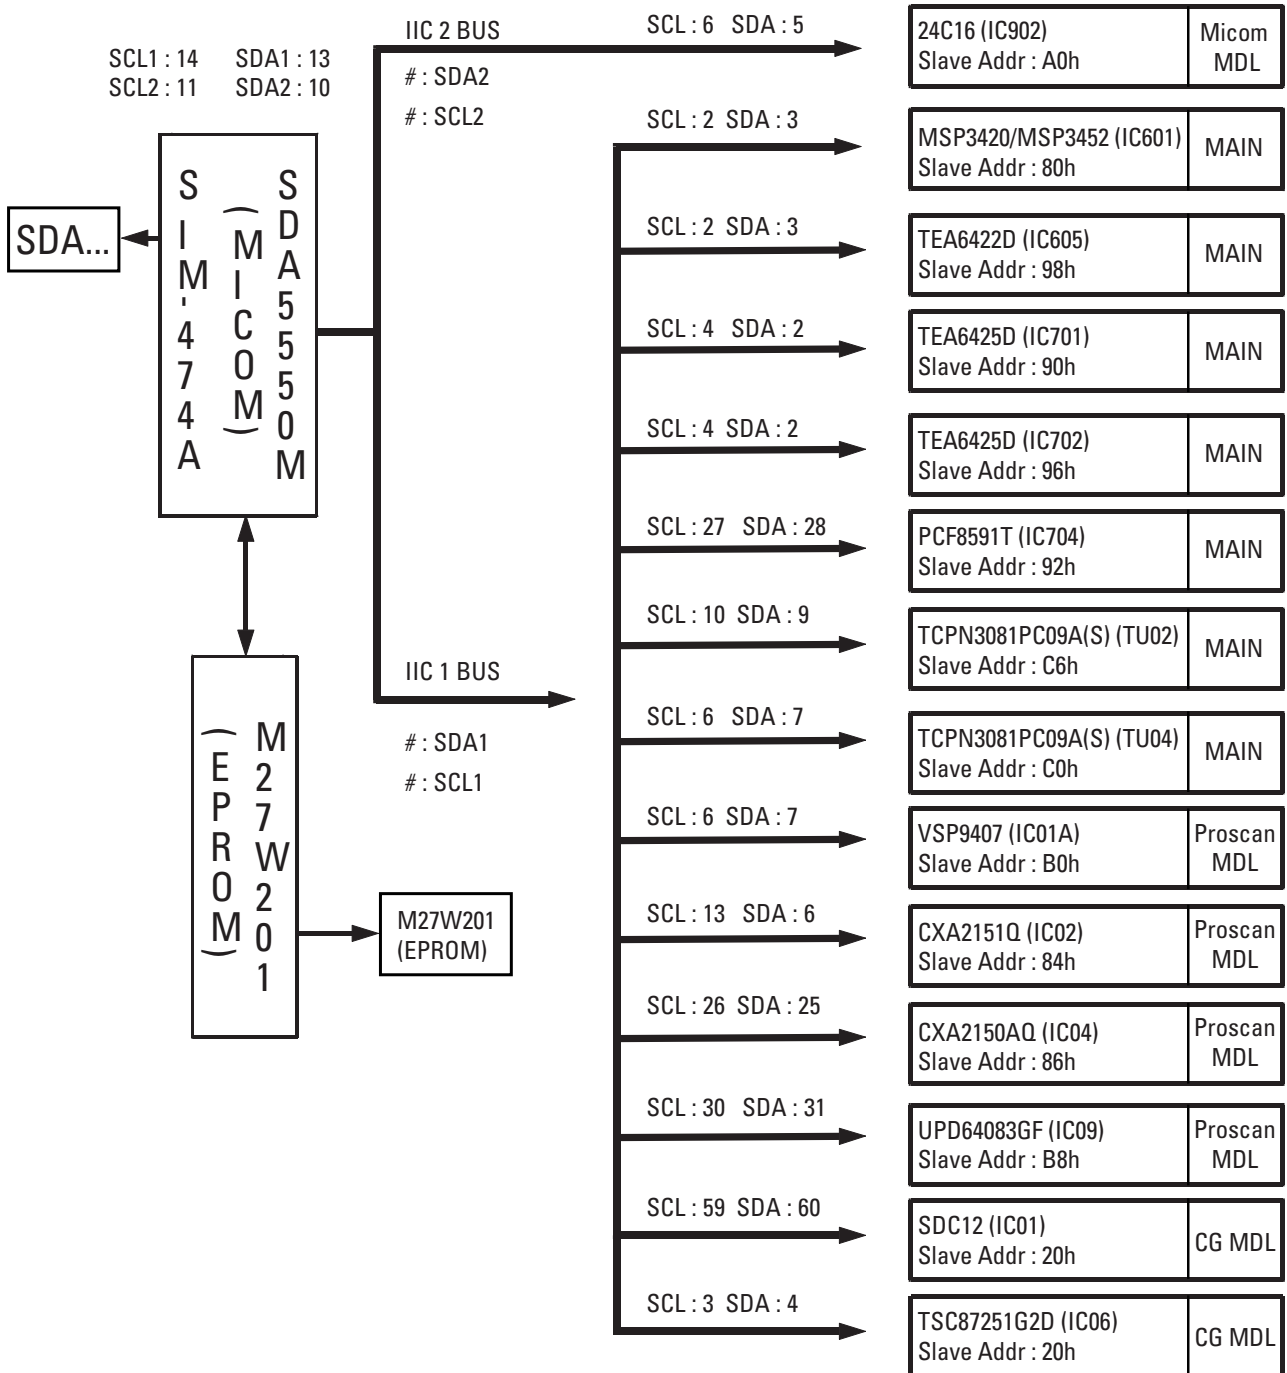 SCL1 : 14 SDA1 : 13
SCL2 : 11 SDA2 : 10
SDA...
SIM'474A
(MICOM)
SDA5550M
(EPROM)
M27W201
M27W201
(EPROM)
IIC 2 BUS
# : SDA2
# : SCL2
IIC 1 BUS
# : SDA1
# : SCL1
SCL : 6 SDA : 5
24C16 (IC902)
Slave Addr : A0h
Micom
MDL
SCL : 2 SDA : 3
MSP3420/MSP3452 (IC601)
Slave Addr : 80h
MAIN
SCL : 2 SDA : 3
TEA6422D (IC605)
Slave Addr : 98h
MAIN
SCL : 4 SDA : 2
TEA6425D (IC701)
Slave Addr : 90h
MAIN
SCL : 4 SDA : 2
TEA6425D (IC702)
Slave Addr : 96h
MAIN
SCL : 27 SDA : 28
PCF8591T (IC704)
Slave Addr : 92h
MAIN
SCL : 10 SDA : 9
TCPN3081PC09A(S) (TU02)
Slave Addr : C6h
MAIN
SCL : 6 SDA : 7
TCPN3081PC09A(S) (TU04)
Slave Addr : C0h
MAIN
SCL : 6 SDA : 7
VSP9407 (IC01A)
Slave Addr : B0h
Proscan
MDL
SCL : 13 SDA : 6
CXA2151Q (IC02)
Slave Addr : 84h
Proscan
MDL
SCL : 26 SDA : 25
CXA2150AQ (IC04)
Slave Addr : 86h
Proscan
MDL
SCL : 30 SDA : 31
UPD64083GF (IC09)
Slave Addr : B8h
Proscan
MDL
SCL : 59 SDA : 60
SDC12 (IC01)
Slave Addr : 20h
CG MDL
SCL : 3 SDA : 4
TSC87251G2D (IC06)
Slave Addr : 20h
CG MDL